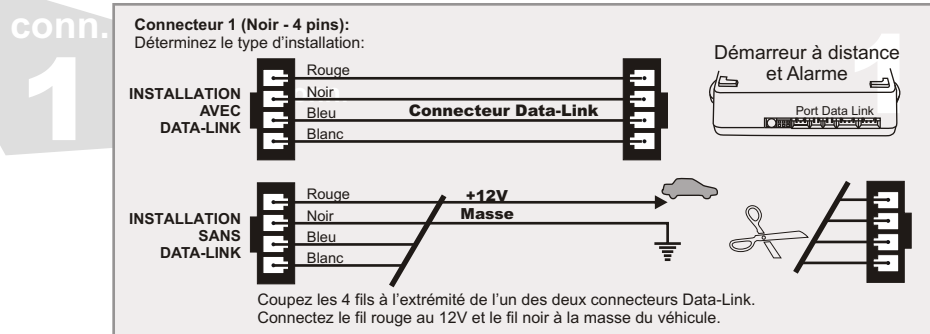 conn.
1
Connecteur 1 (Noir - 4 pins):
Déterminez le type d'installation:
INSTALLATION
AVEC
DATA-LINK
Rouge
Noir
Bleu
Blanc
Connecteur Data-Link
Démarreur à distance
et Alarme
Port Data Link
INSTALLATION
SANS
DATA-LINK
Rouge
Noir
Bleu
Blanc
+12V
Masse
Coupez les 4 fils à l'extrémité de l'un des deux connecteurs Data-Link.
Connectez le fil rouge au 12V et le fil noir à la masse du véhicule.